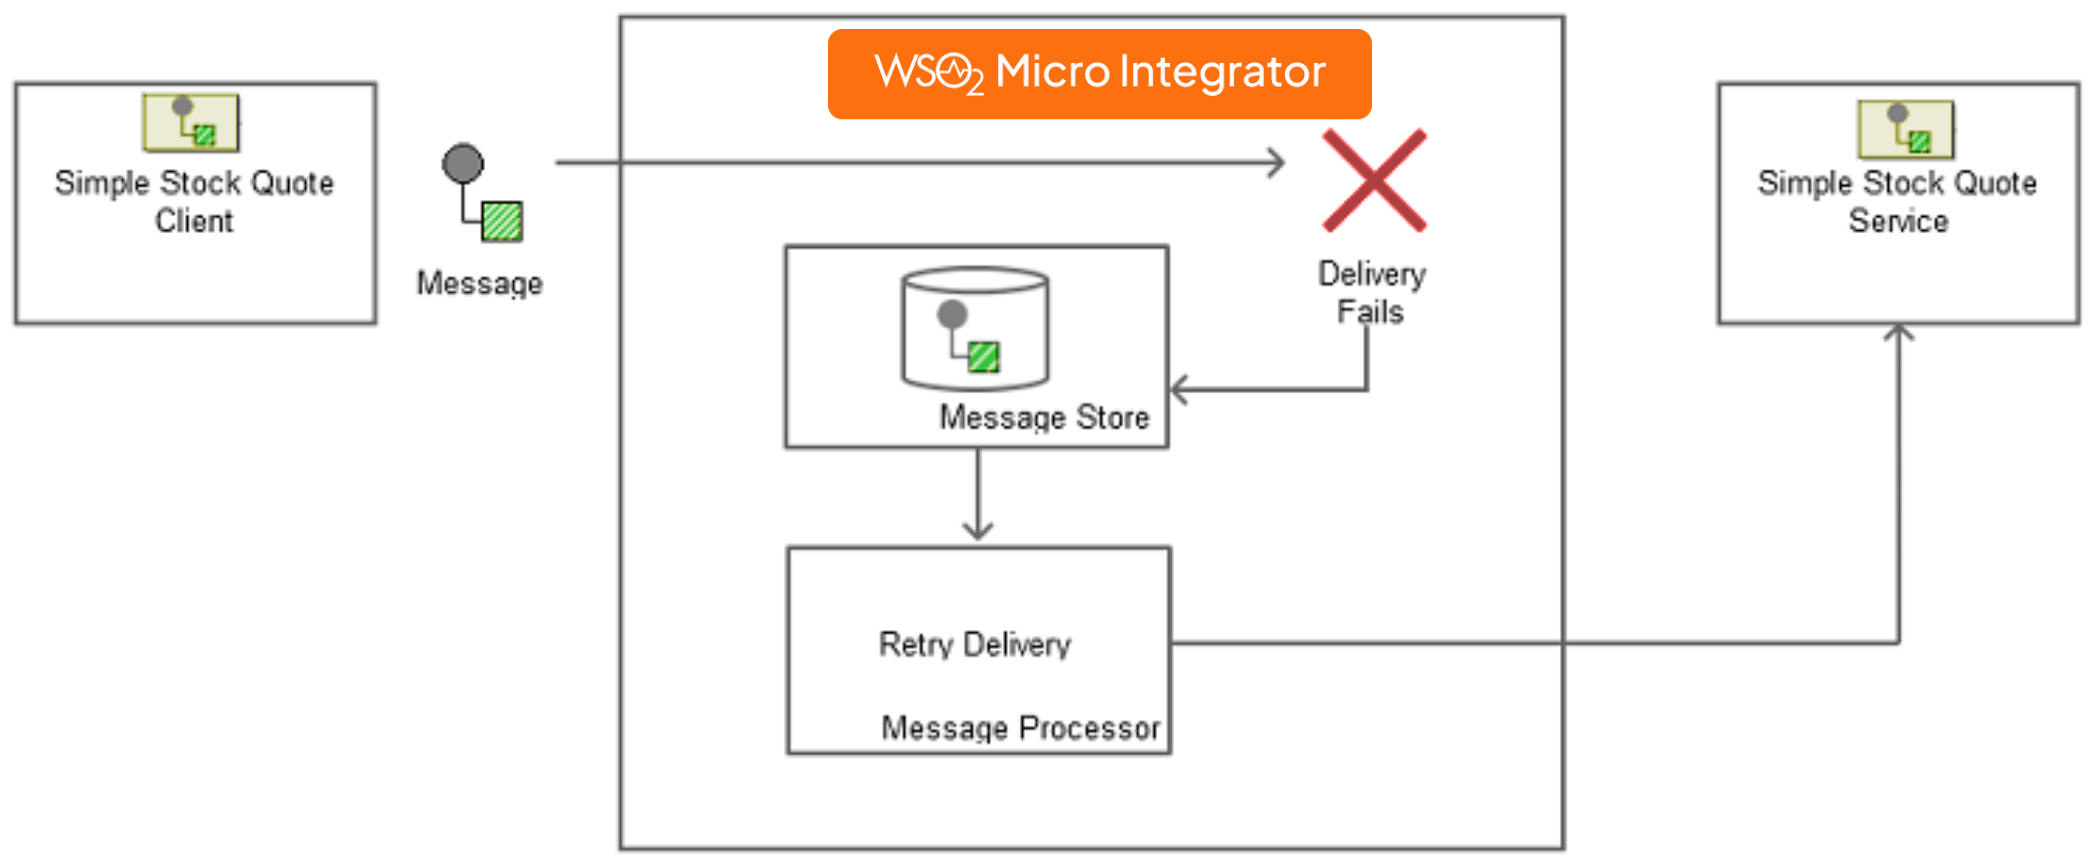 WSO2 Micro Integrator
Simple Stock Quote
Client
Message
Delivery
Fails
Simple Stock Quote
Service
Message Store
Retry Delivery
Message Processor